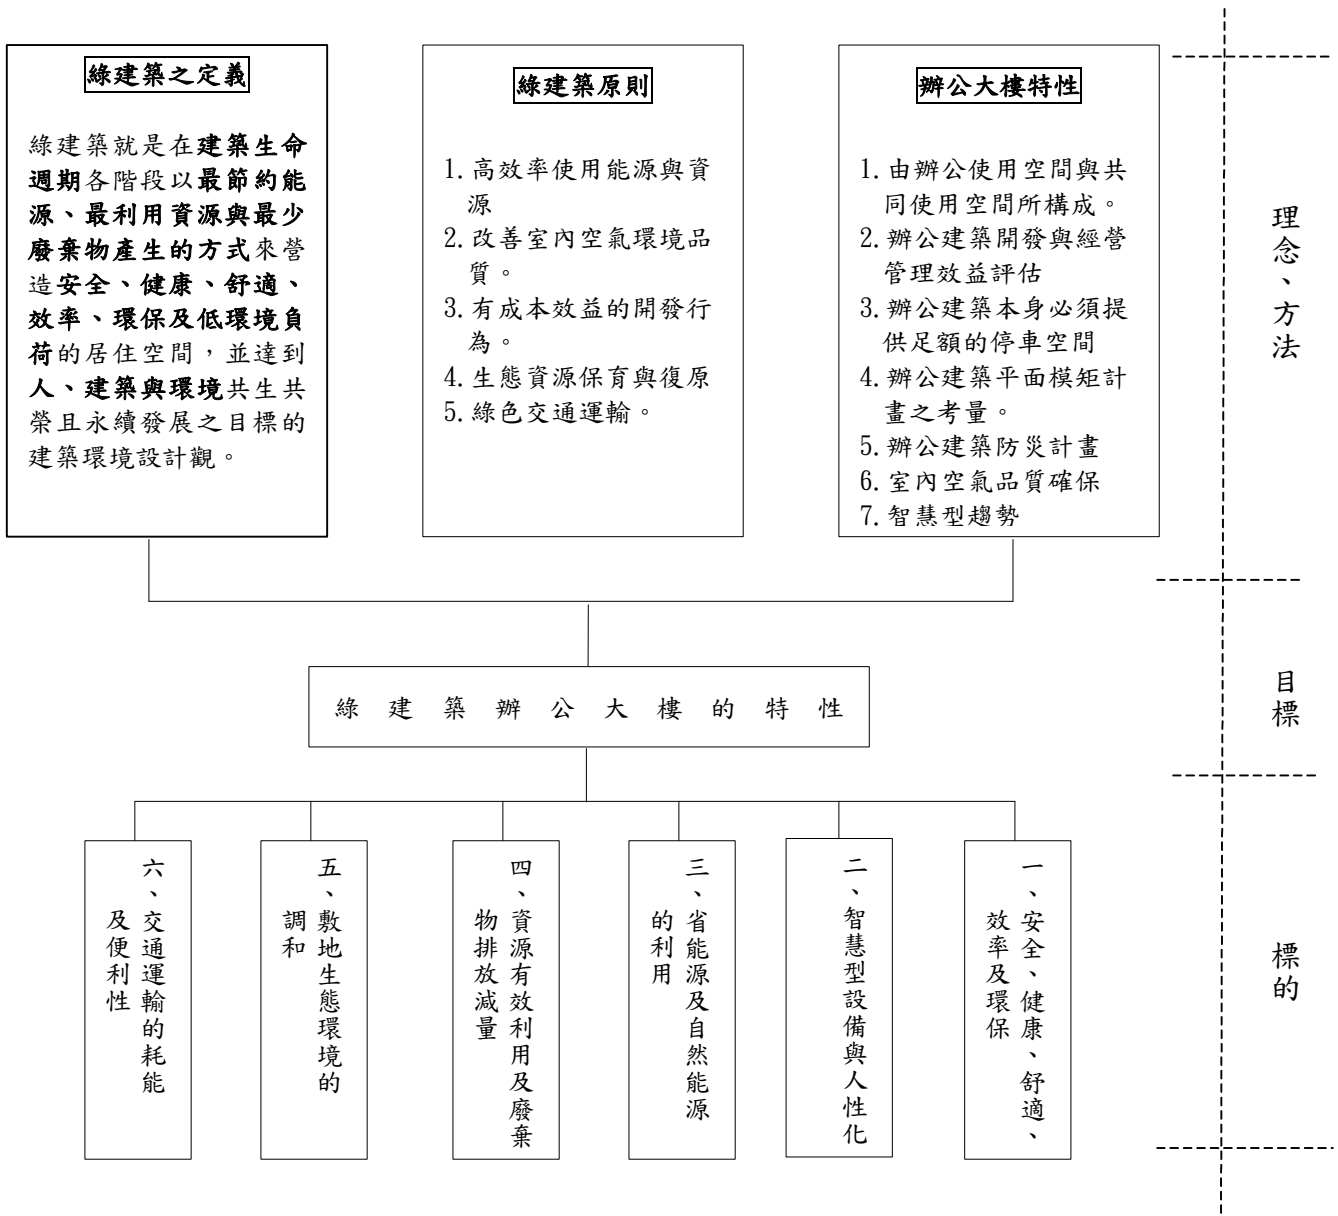 綠建築之定義
綠建築就是在建築生命
週期各階段以最節約能
源、最利用資源與最少
廢棄物產生的方式來營
造安全、健康、舒適、
效率、環保及低環境負
荷的居住空間，並達到
人、建築與環境共生共
榮且永續發展之目標的
建築環境設計觀。
綠建築原則
1.高效率使用能源與資
源
2.改善室內空氣環境品
質。
3.有成本效益的開發行
為。
4.生態資源保育與復原
5.綠色交通運輸。
辦公大樓特性
1.由辦公使用空間與共
同使用空間所構成。
2.辦公建築開發與經營
管理效益評估
3.辦公建築本身必須提
供足額的停車空間
4.辦公建築平面模矩計
畫之考量。
5.辦公建築防災計畫
6.室內空氣品質確保
7.智慧型趨勢
理念、方法
綠建築辦公大樓的特性
目標
一、安全、健康、舒適、
效率及環保
二、智慧型設備與人性化
三、省能源及自然能源
的利用
四、資源有效利用及廢棄
物排放減量
五、敷地生態環境的
調和
六、交通運輸的耗能
及便利性
標的